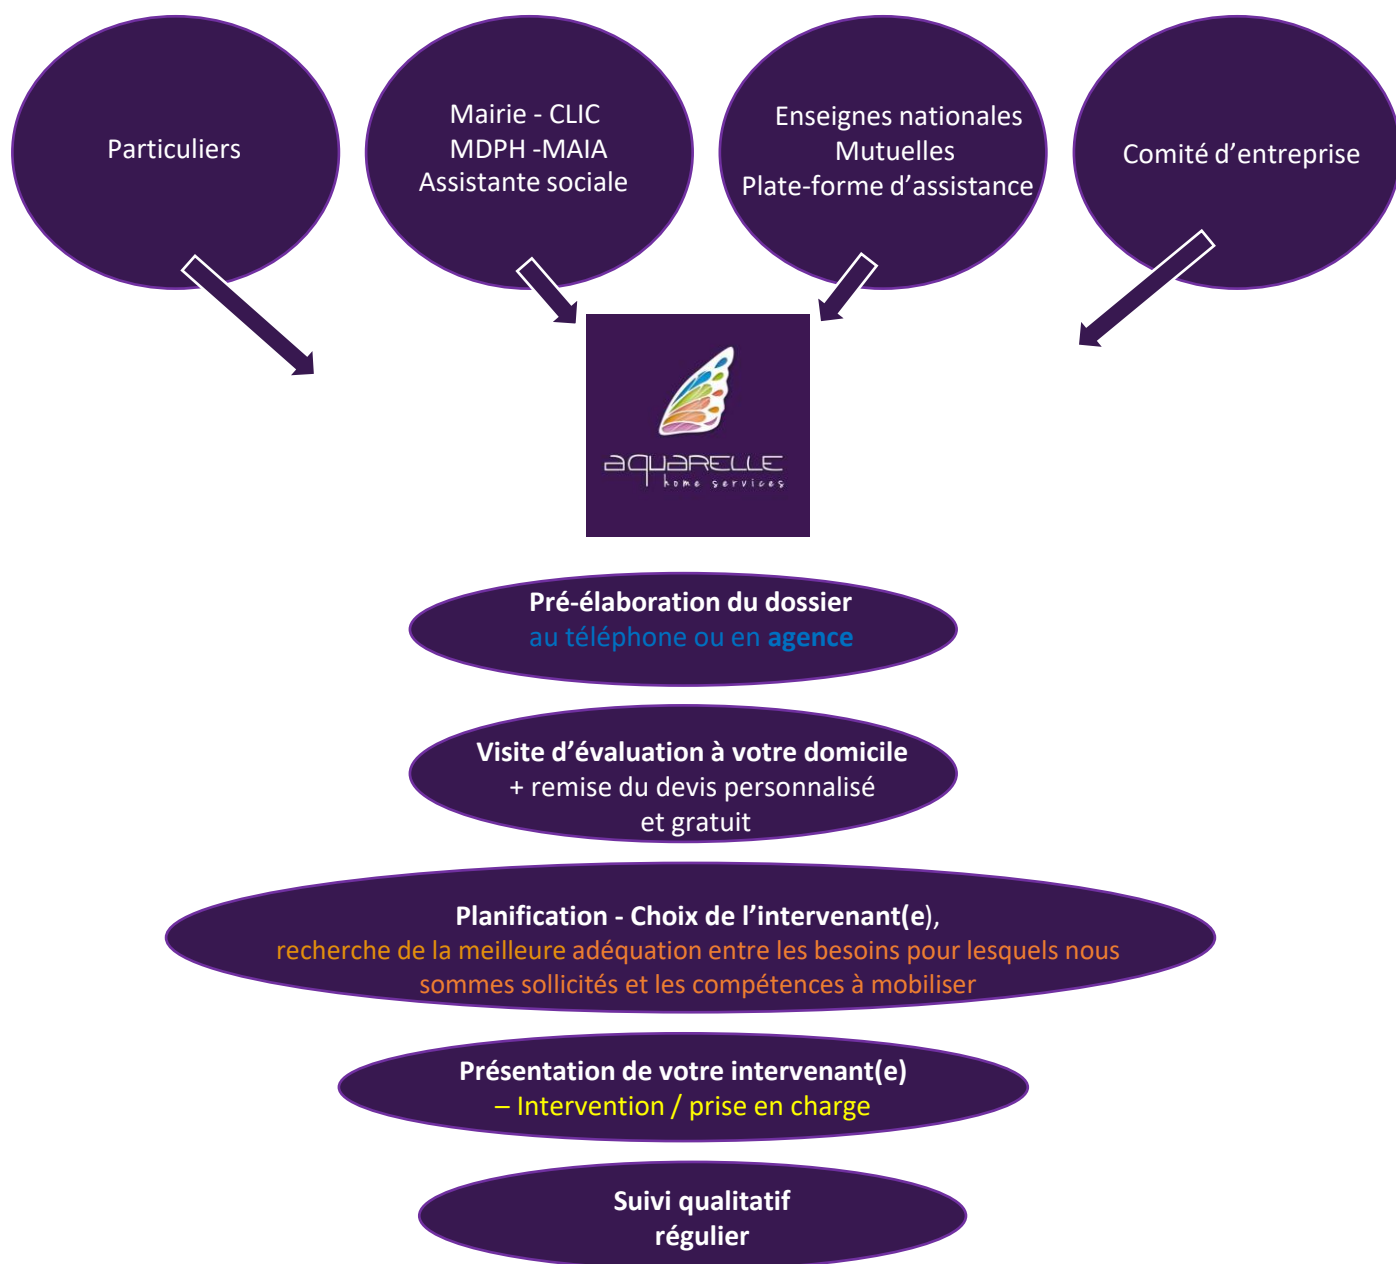 Particuliers
Mairie - CLIC
MDPH -MAIA
Assistante sociale
Enseignes nationales
Mutuelles
Plate-forme d’assistance
Comité d’entreprise
aquarelle
home services
Pré-élaboration du dossier
au téléphone ou en agence
Visite d’évaluation à votre domicile
+ remise du devis personnalisé
et gratuit
Planification - Choix de l’intervenant(e),
recherche de la meilleure adéquation entre les besoins pour lesquels nous
sommes sollicités et les compétences à mobiliser
Présentation de votre intervenant(e)
– Intervention / prise en charge
Suivi qualitatif
régulier